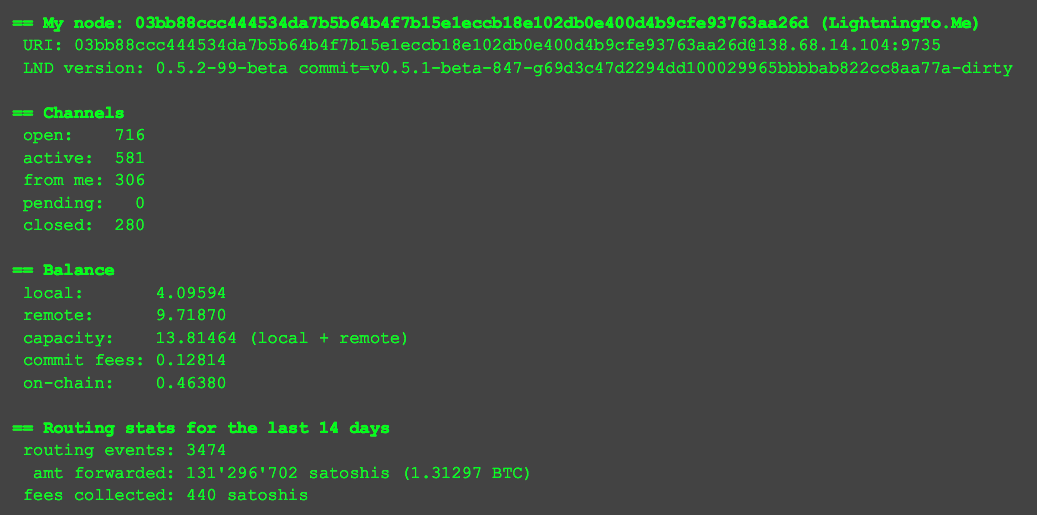 == My node: 03bb88ccc444534da7b5b64b4f7b15e1eccb18e102db0e400d4b9cfe93763aa26d (LightningTo.Me)
URI: 03bb88ccc444534da7b5b64b4f7b15e1eccb18e102db0e400d4b9cfe93763aa26d@138.68.14.104:9735
LND version: 0.5.2-99-beta commit=v0.5.1-beta-847-g69d3c47d2294dd100029965bbbbab822cc8aa77a-dirty
== Channels
open: 716
active: 581
from me: 306
pending: 0
closed: 280
== Balance
local: 4.09594
remote: 9.71870
capacity: 13.81464 (local + remote)
commit fees: 0.12814
on-chain: 0.46380
== Routing stats for the last 14 days
routing events: 3474
amt forwarded: 131'296'702 satoshis (1.31297 BTC)
fees collected: 440 satoshis